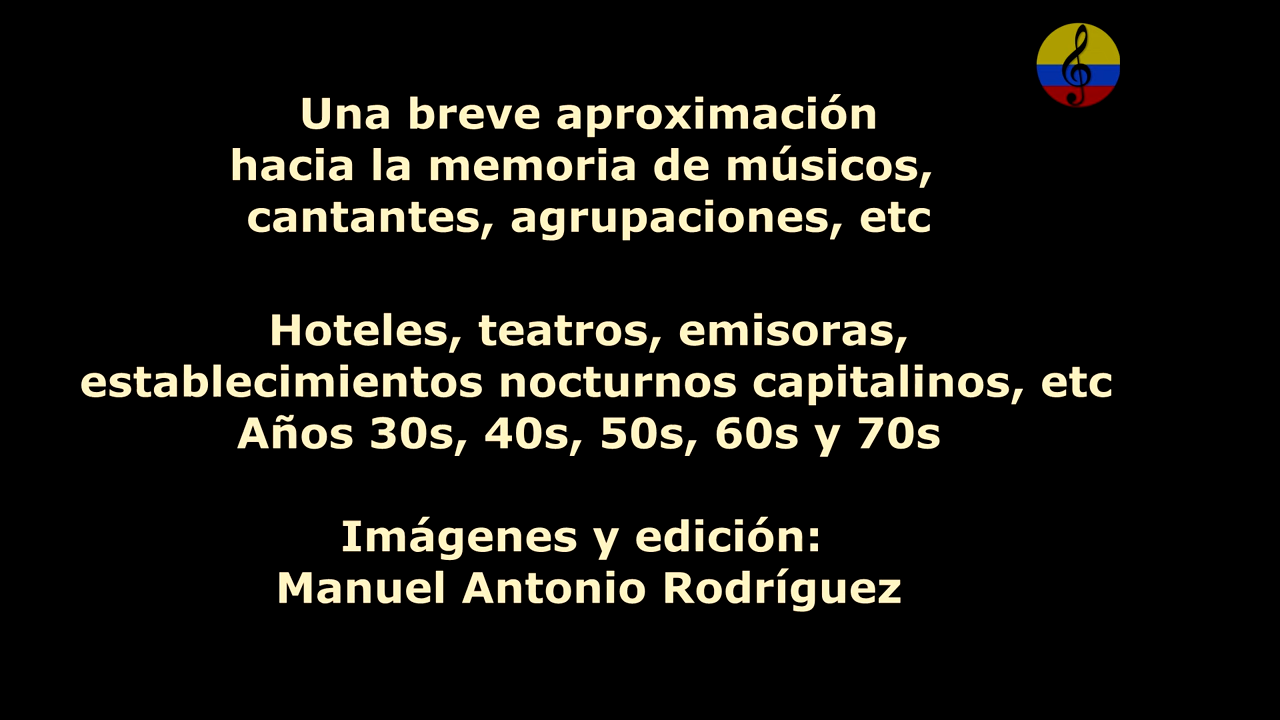 Una breve aproximación
hacia la memoria de músicos,
cantantes, agrupaciones, etc
Hoteles, teatros, emisoras,
establecimientos nocturnos capitalinos, etc
Años 30s, 40s, 50s, 60s y 70s
Imágenes y edición:
Manuel Antonio Rodríguez